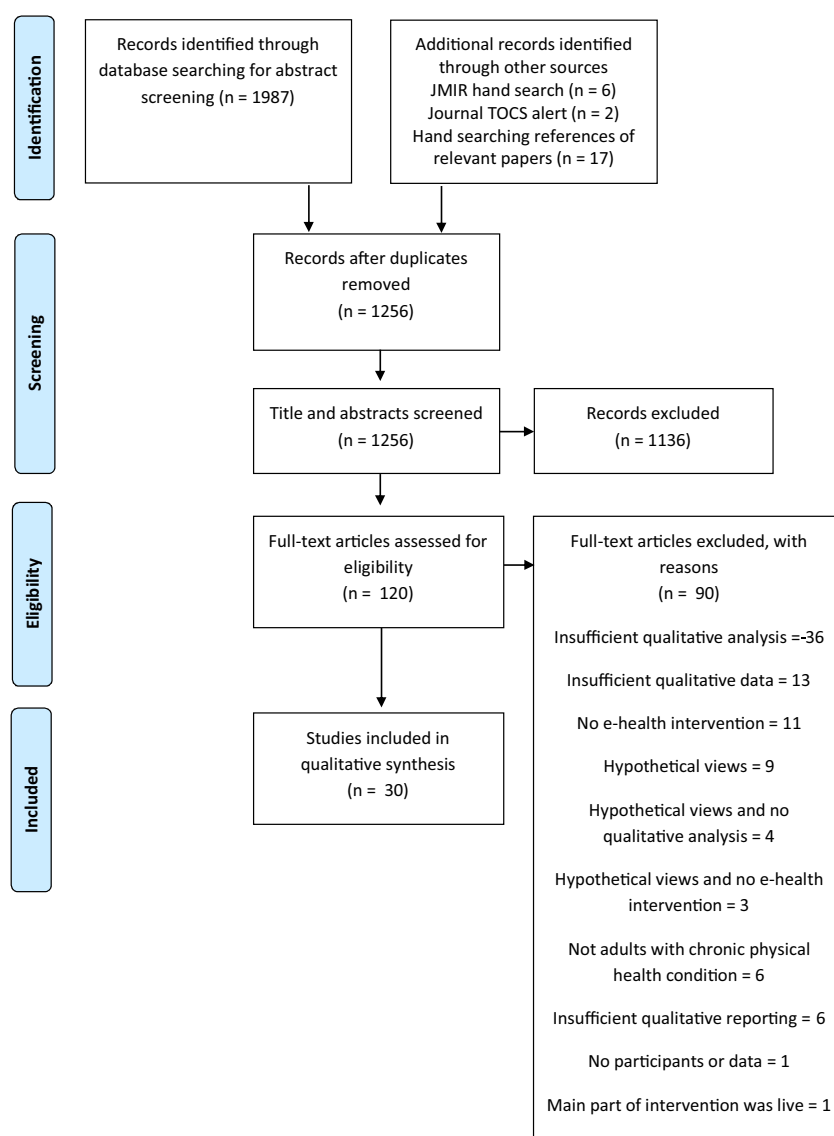 Identification
Records identified through
database searching for abstract
screening (n = 1987)
Additional records identified
through other sources
JMIR hand search (n = 6)
Journal TOCS alert (n = 2)
Hand searching references of
relevant papers (n = 17)
Screening
Records after duplicates
removed
(n = 1256)
Title and abstracts screened
(n = 1256)
Records excluded
(n = 1136)
Eligibility
Full-text articles assessed for
eligibility
(n = 120)
Full-text articles excluded, with
reasons
(n = 90)
Insufficient qualitative analysis =-36
Insufficient qualitative data = 13
No e-health intervention = 11
Hypothetical views = 9
Hypothetical views and no
qualitative analysis = 4
Hypothetical views and no e-health
intervention = 3
Not adults with chronic physical
health condition = 6
Insufficient qualitative reporting = 6
No participants or data = 1
Main part of intervention was live = 1
Included
Studies included in
qualitative synthesis
(n = 30)